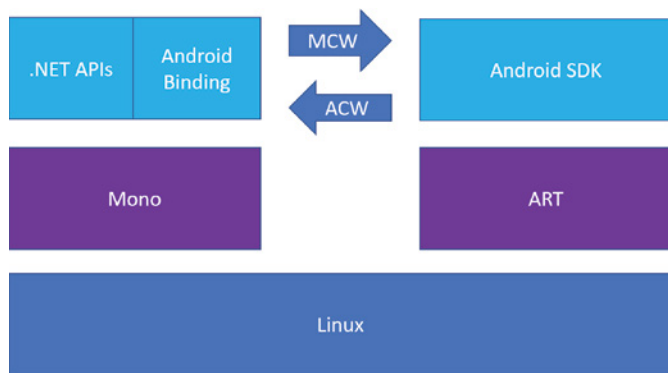 .NET APIs
Android
Binding
MCW
ACW
Android SDK
Mono
ART
Linux